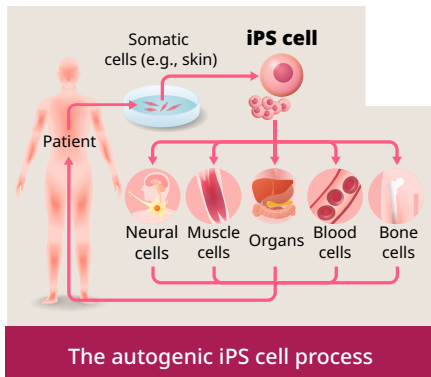 Somatic
cells (e.g., skin)
iPS cell
Patient
Neural
cells
Muscle
cells
Organs
Blood
cells
Bone
cells
The autogenic iPS cell process